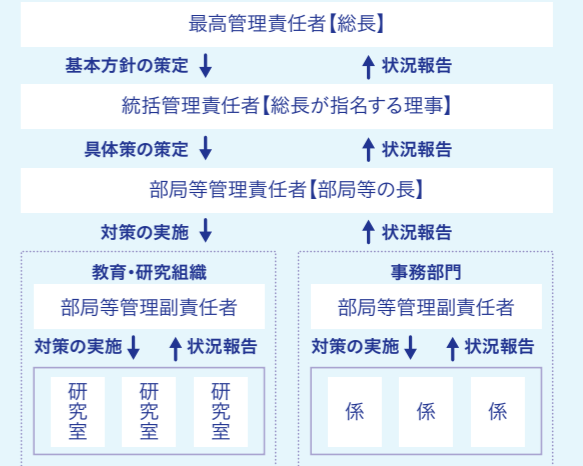 最高管理責任者【総長】
基本方針の策定 ↓ ↑ 状況報告
統括管理責任者【総長が指名する理事】
具体策の策定 ↓ ↑ 状況報告
部局等管理責任者【部局等の長】
対策の実施 ↓ ↑ 状況報告
教育・研究組織
部局等管理副責任者
対策の実施 ↓ ↑ 状況報告
研究室
研究室
研究室
事務部門
部局等管理副責任者
対策の実施 ↓ ↑ 状況報告
係
係
係